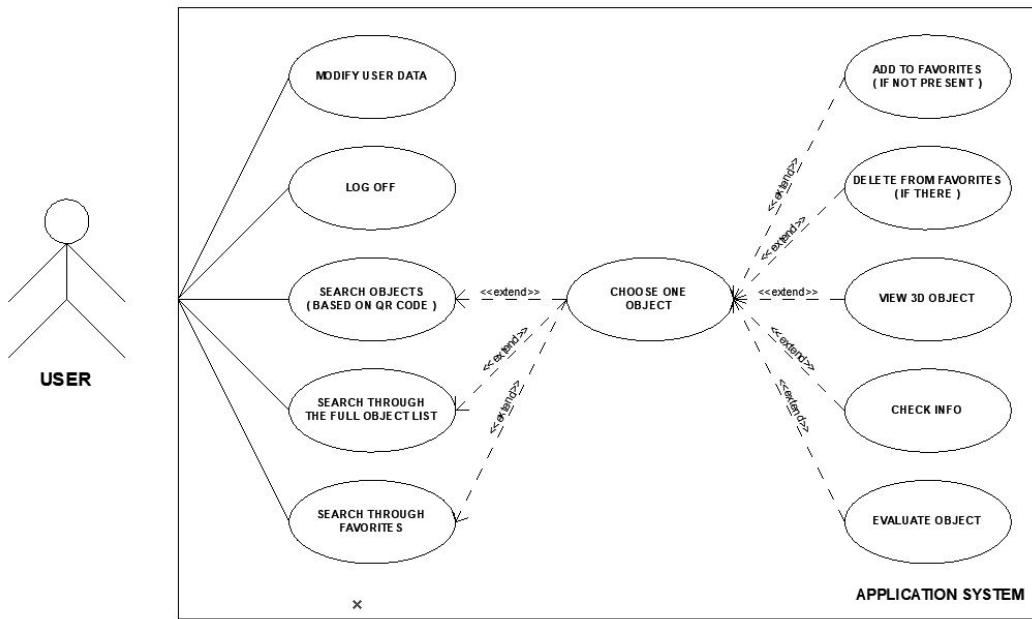 MODIFY USER DATA
LOG OFF
SEARCH OBJECTS
(BASED ON QR CODE )
SEARCH THROUGH
THE FULL OBJECT LIST
SEARCH THROUGH
FAVORITES
USER
<<extend>>
<<extend>>
<<extend>>
CHOOSE ONE
OBJECT
<<extend>>
<<extend>>
<<extend>>
<<extend>>
<<extend>>
ADD TO FAVORITES
( IF NOT PRESENT )
DELETE FROM FAVORITES
( IF THERE )
VIEW 3D OBJECT
CHECK INFO
EVALUATE OBJECT
APPLICATION SYSTEM